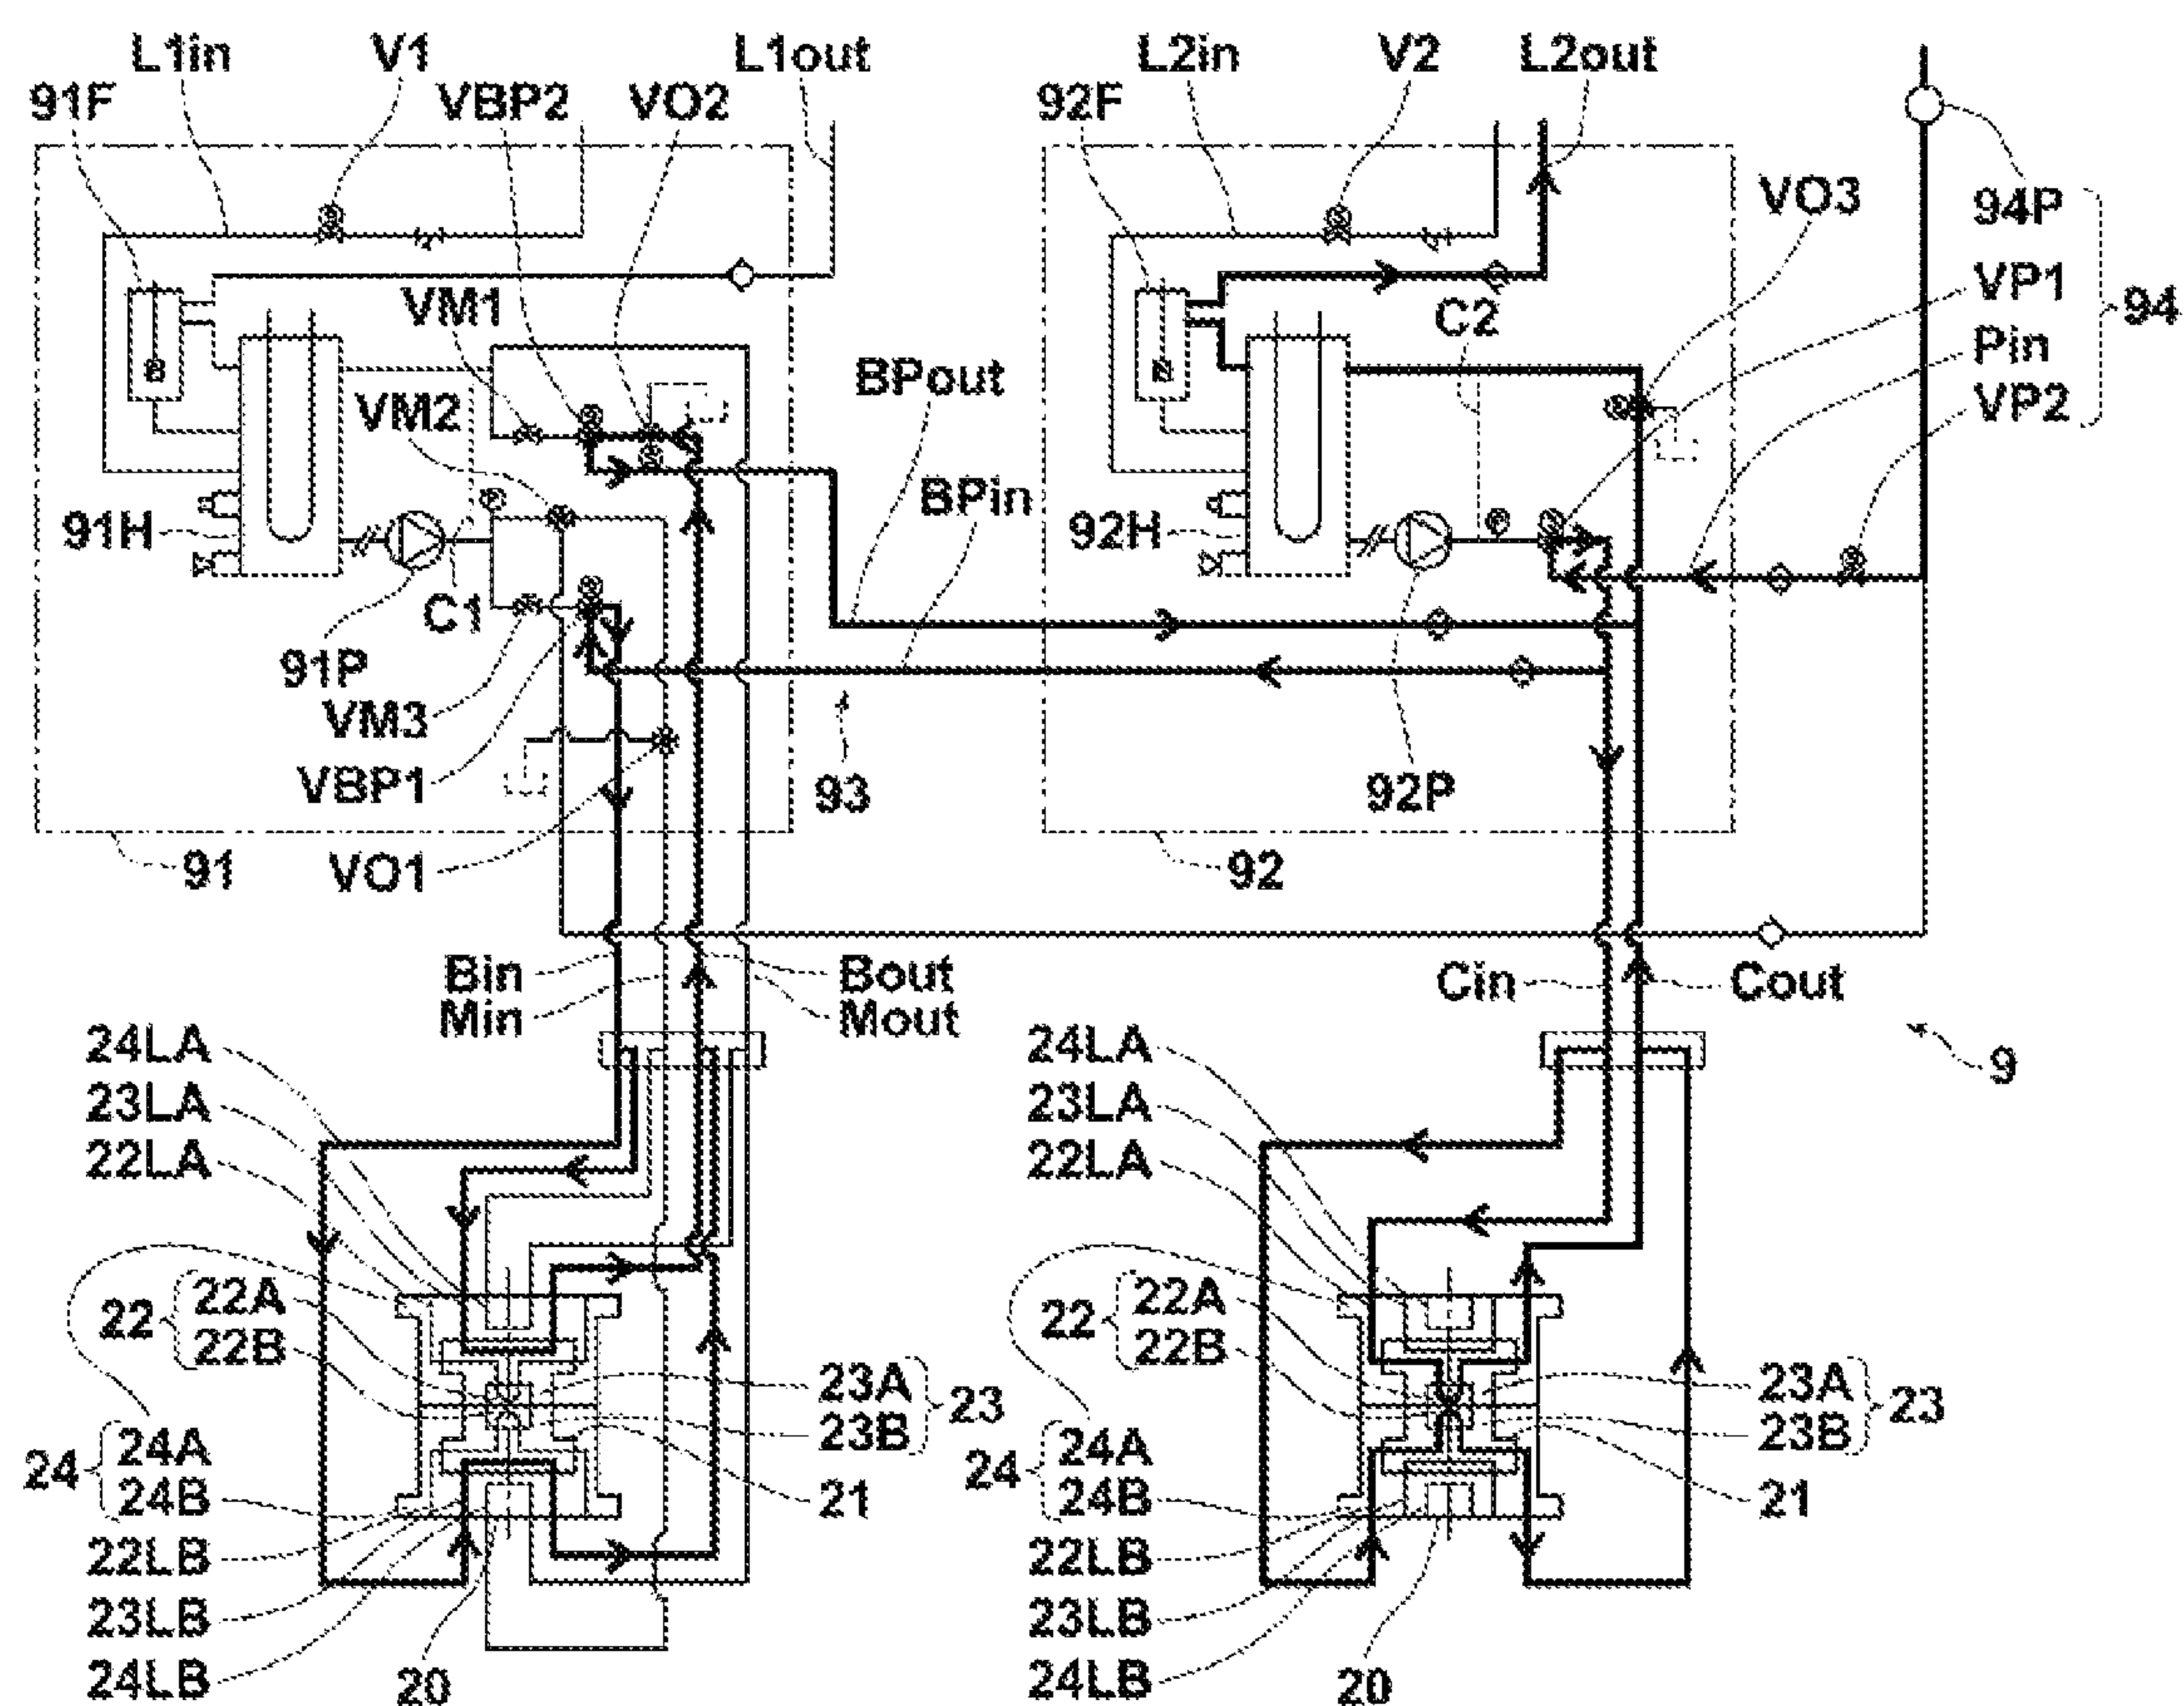 L1in V1 L1out L2in V2 L2out
91F VBP2 VO2 92F
VO3 94P
VM1 C2 VP1 94
BPout Pin
VM2 VP2
BPin
91H 92H
C1
91P
VM3
VBP1 93 92P
91 VO1 92
Bin Bout Cin Cout
Min Mout
24LA 24LA 9
23LA 23LA
22LA 22LA
22 22A 22 22A
22B 22B
23A 23 23A 23
23B 23B
24 24A 24 24A
24B 21 24B 21
22LB 22LB
23LB 23LB
24LB 20 24LB 20